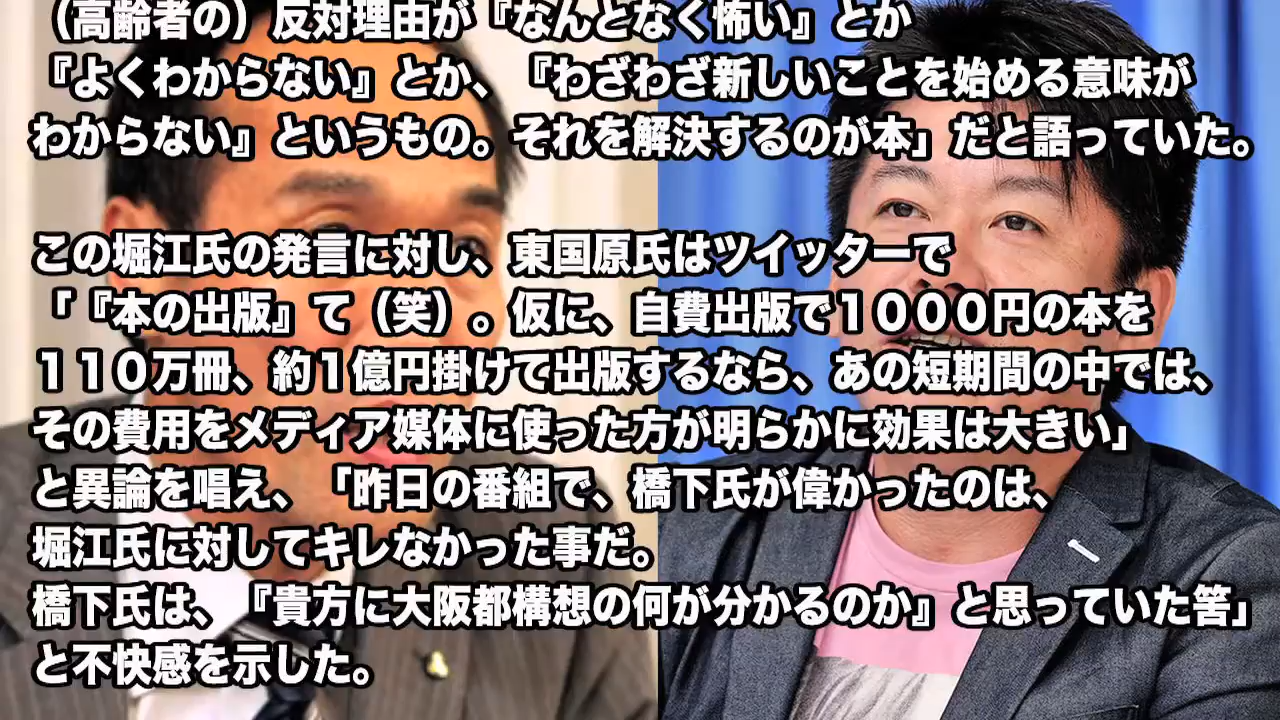 （高齢者の）反対理由が『なんとなく怖い』とか
『よくわからない』とか、『わざわざ新しいことを始める意味が
わからない』というもの。それを解決するのが本」だと語っていた。
この堀江氏の発言に対し、東国原氏はツイッターで
「『本の出版』て（笑）。仮に、自費出版で１０００円の本を
１１０万冊、約１億円掛けて出版するなら、あの短期間の中では、
その費用をメディア媒体に使った方が明らかに効果は大きい」
と異論を唱え、「昨日の番組で、橋下氏が偉かったのは、
堀江氏に対してキレなかった事だ。
橋下氏は、『貴方に大阪都構想の何が分かるのか』と思っていた筈」
と不快感を示した。